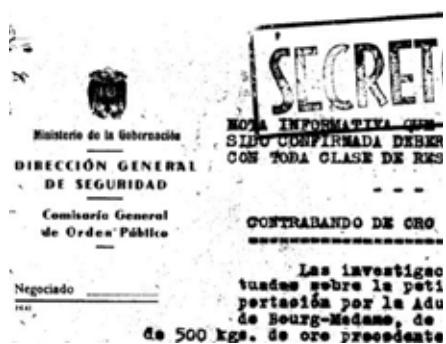 SECRETO
Ministerio de la Gobernación
DIRECCIÓN GENERAL
DE SEGURIDAD
Comisaría General
de Orden Público
Negociado
NOTA INFORMATIVA QUE
SIDO CONFIRMADA DEBER
CON TODA CLASE DE RES
- - -
CONTRABANDO DE ORO
Las investigac
tuadas sobre la peti
portación por la Adu
de Bourg-Madame, de
de 500 kgs. de oro procedente